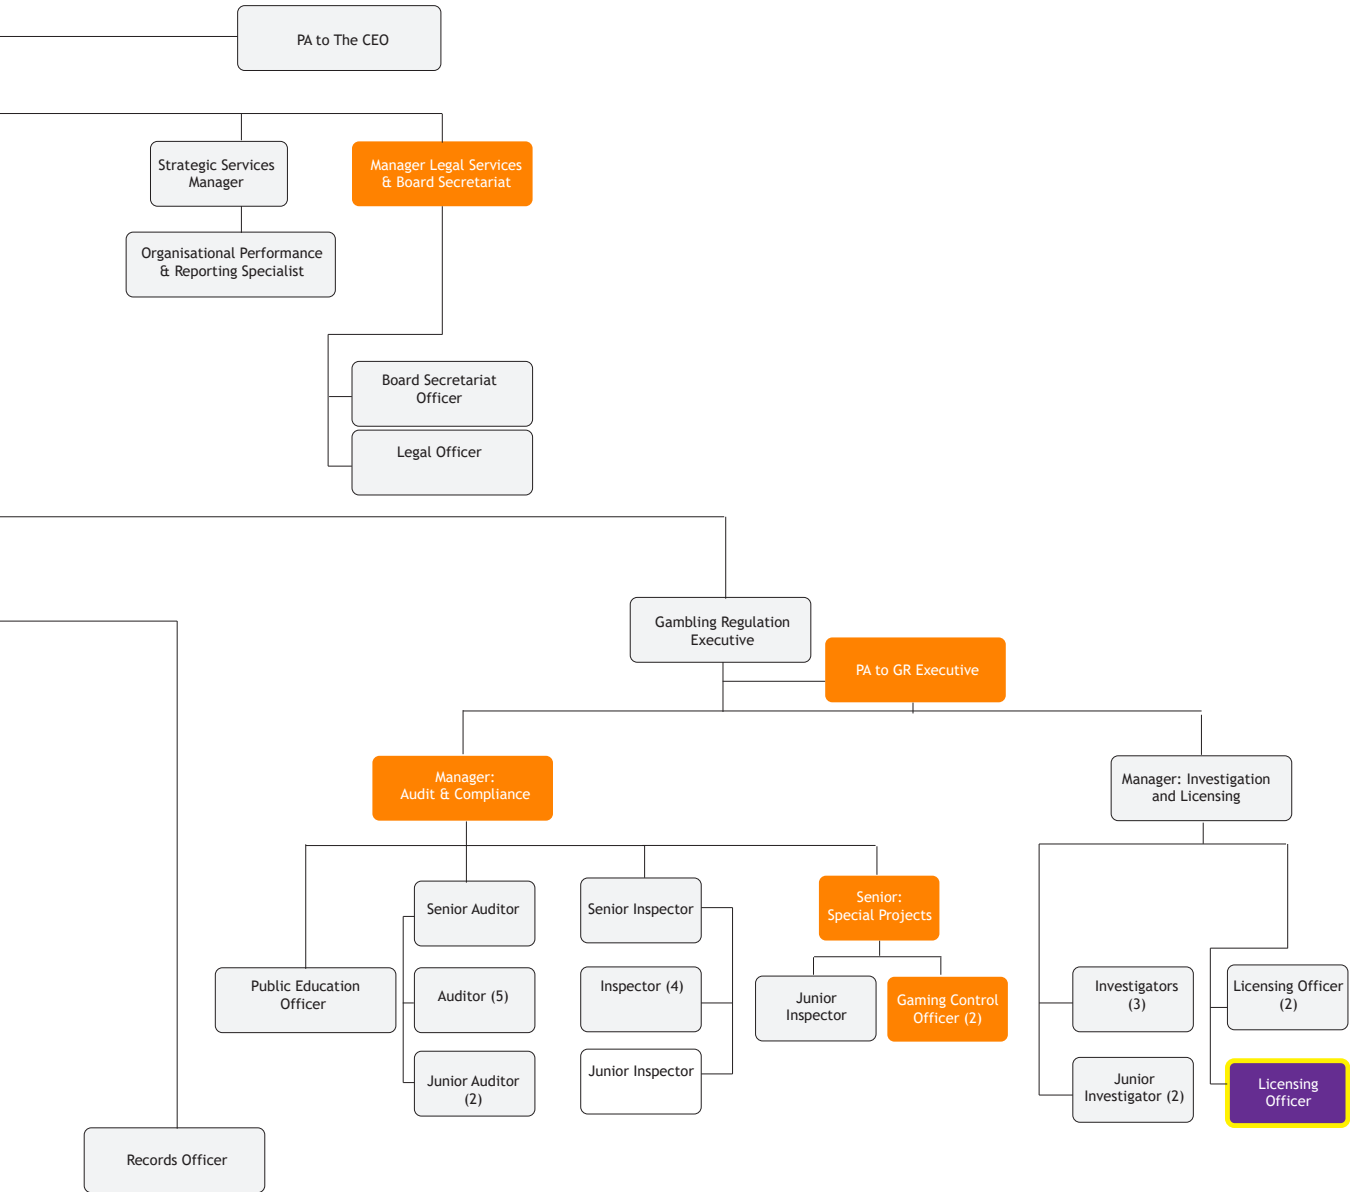 PA to The CEO
Strategic Services
Manager
Manager Legal Services
& Board Secretariat
Organisational Performance
& Reporting Specialist
Board Secretariat
Officer
Legal Officer
Gambling Regulation
Executive
PA to GR Executive
Manager:
Audit & Compliance
Manager: Investigation
and Licensing
Senior Auditor
Senior Inspector
Senior:
Special Projects
Public Education
Officer
Auditor (5)
Inspector (4)
Junior
Inspector
Gaming Control
Officer (2)
Investigators
(3)
Licensing Officer
(2)
Junior Auditor
(2)
Junior Inspector
Junior
Investigator (2)
Licensing
Officer
Records Officer